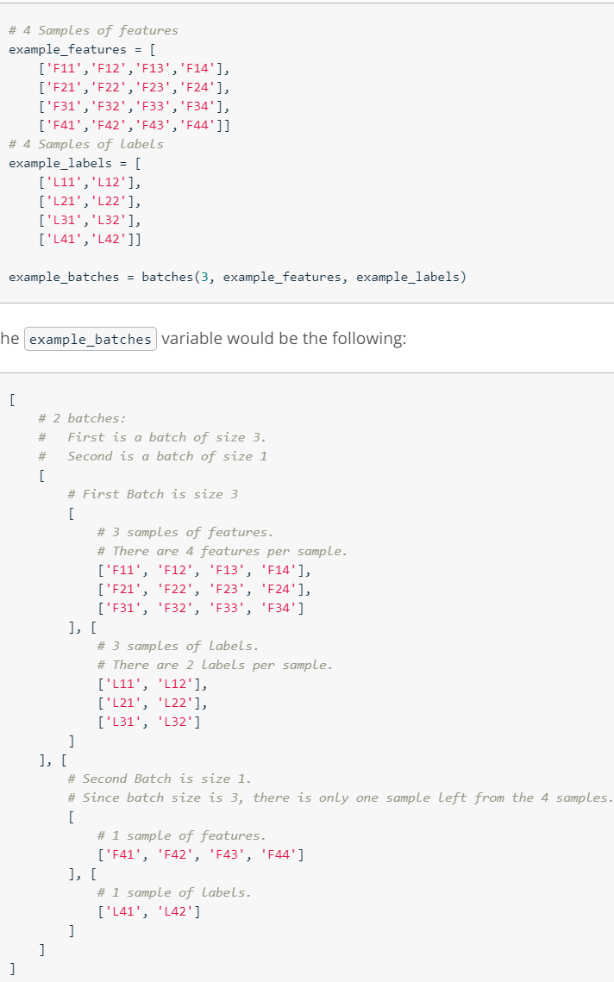 # 4 Samples of features
example_features = [
    ['F11','F12','F13','F14'],
    ['F21','F22','F23','F24'],
    ['F31','F32','F33','F34'],
    ['F41','F42','F43','F44']]
# 4 Samples of labels
example_labels = [
    ['L11','L12'],
    ['L21','L22'],
    ['L31','L32'],
    ['L41','L42']]
example_batches = batches(3, example_features, example_labels)
he example_batches variable would be the following:
[
    # 2 batches:
    #   First is a batch of size 3.
    #   Second is a batch of size 1
    [
        # First Batch is size 3
        [
            # 3 samples of features.
            # There are 4 features per sample.
            ['F11', 'F12', 'F13', 'F14'],
            ['F21', 'F22', 'F23', 'F24'],
            ['F31', 'F32', 'F33', 'F34']
        ], [
            # 3 samples of labels.
            # There are 2 labels per sample.
            ['L11', 'L12'],
            ['L21', 'L22'],
            ['L31', 'L32']
        ]
    ], [
        # Second Batch is size 1.
        # Since batch size is 3, there is only one sample left from the 4 samples.
        [
            # 1 sample of features.
            ['F41', 'F42', 'F43', 'F44']
        ], [
            # 1 sample of labels.
            ['L41', 'L42']
        ]
    ]
]